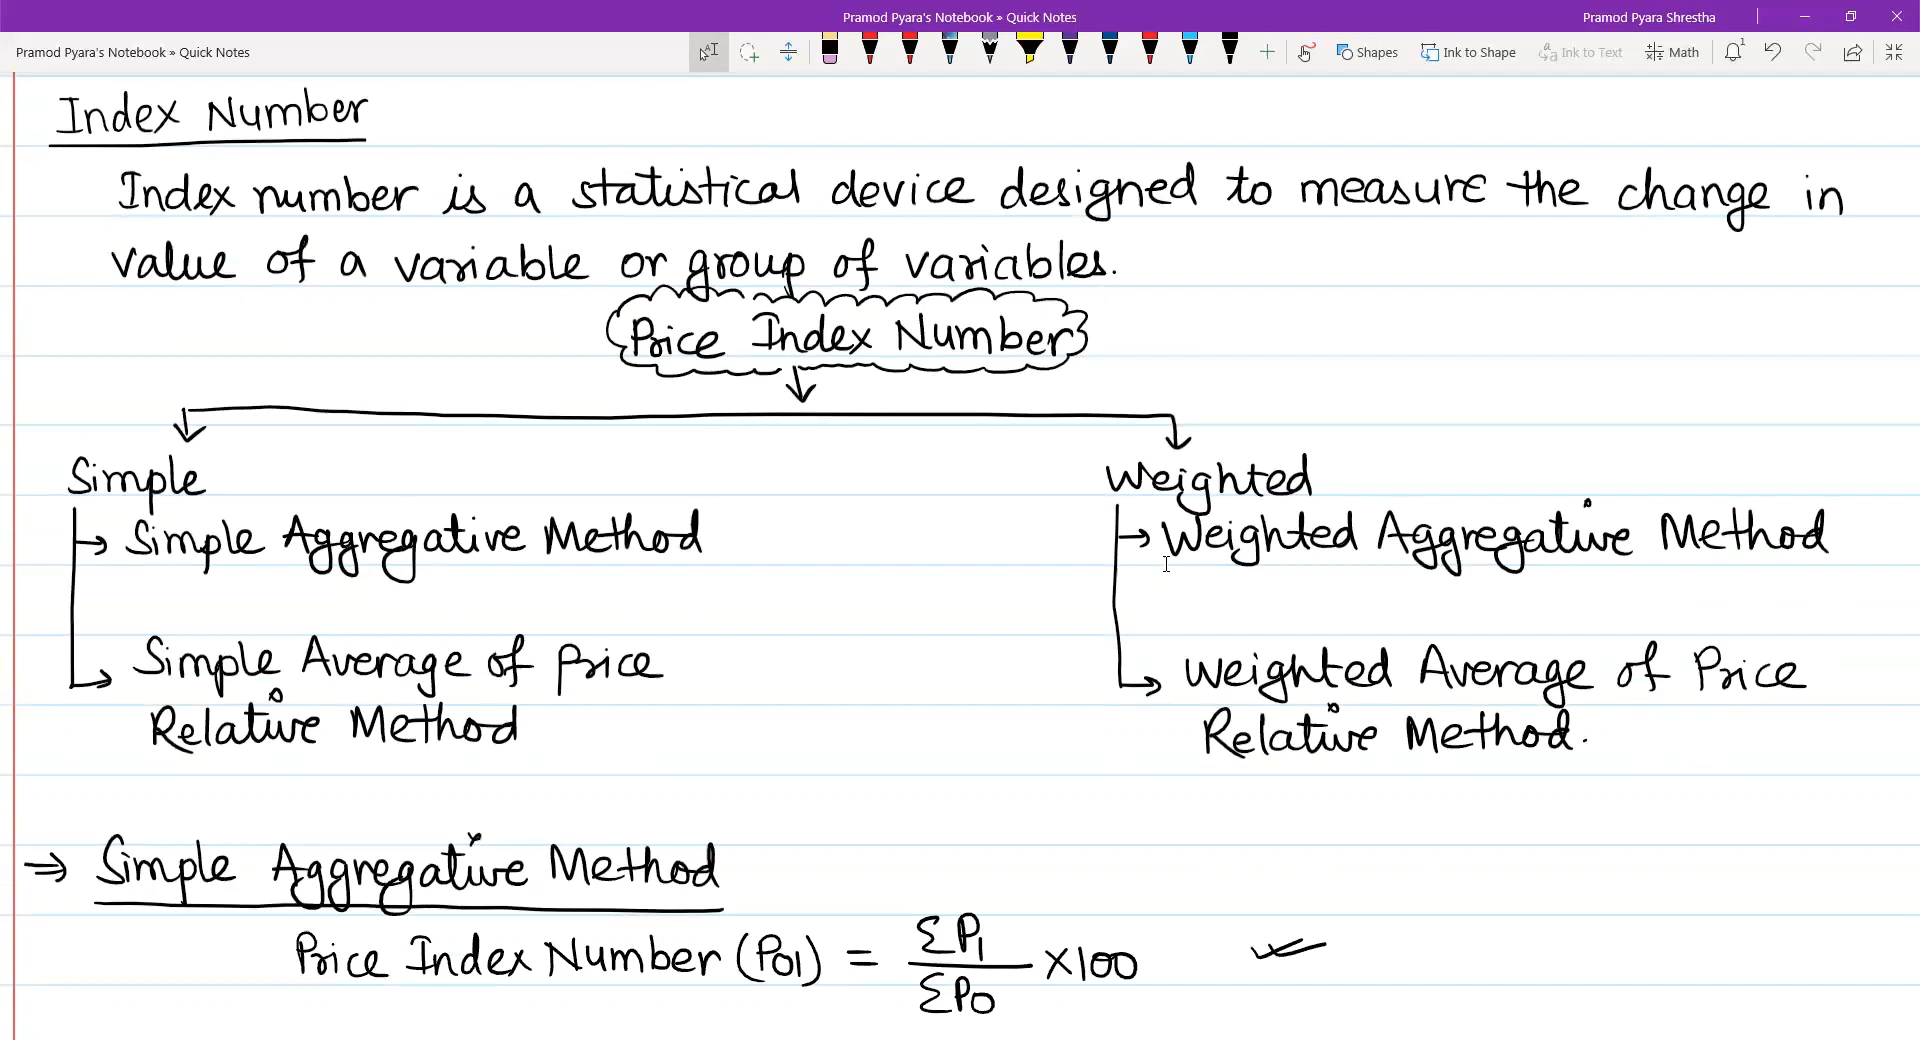 Pramod Pyara's Notebook » Quick Notes
Pramod Pyara Shrestha
Pramod Pyara's Notebook » Quick Notes
Shapes
Ink to Shape
Ink to Text
Math
1
Index Number
Index number is a statistical device designed to measure the change in
value of a variable or group of variables.
Price Index Number
Simple
Weighted
→ Simple Aggregative Method
→ Weighted Aggregative Method
Simple Average of Price
Relative Method
Weighted Average of Price
Relative Method.
⇒ Simple Aggregative Method
Price Index Number (P01) = ΣP1/ΣP0 ×100